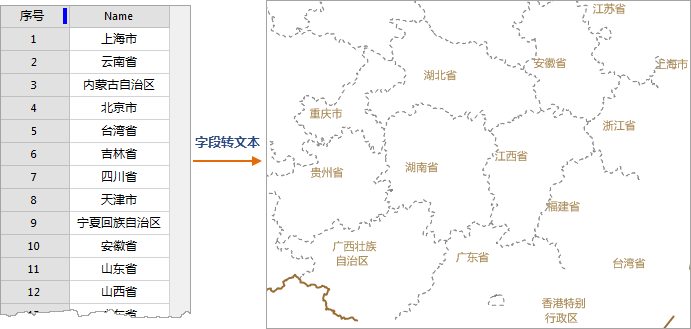 序号 Name
1 上海市
2 云南省
3 内蒙古自治区
4 北京市
5 台湾省
6 吉林省
7 四川省
8 天津市
9 宁夏回族自治区
10 安徽省
11 山东省
12 山西省
字段转文本
江苏省
安徽省
上海市
湖北省
重庆市
浙江省
江西省
湖南省
贵州省
福建省
广西壮族
自治区
广东省
台湾省
香港特别
行政区